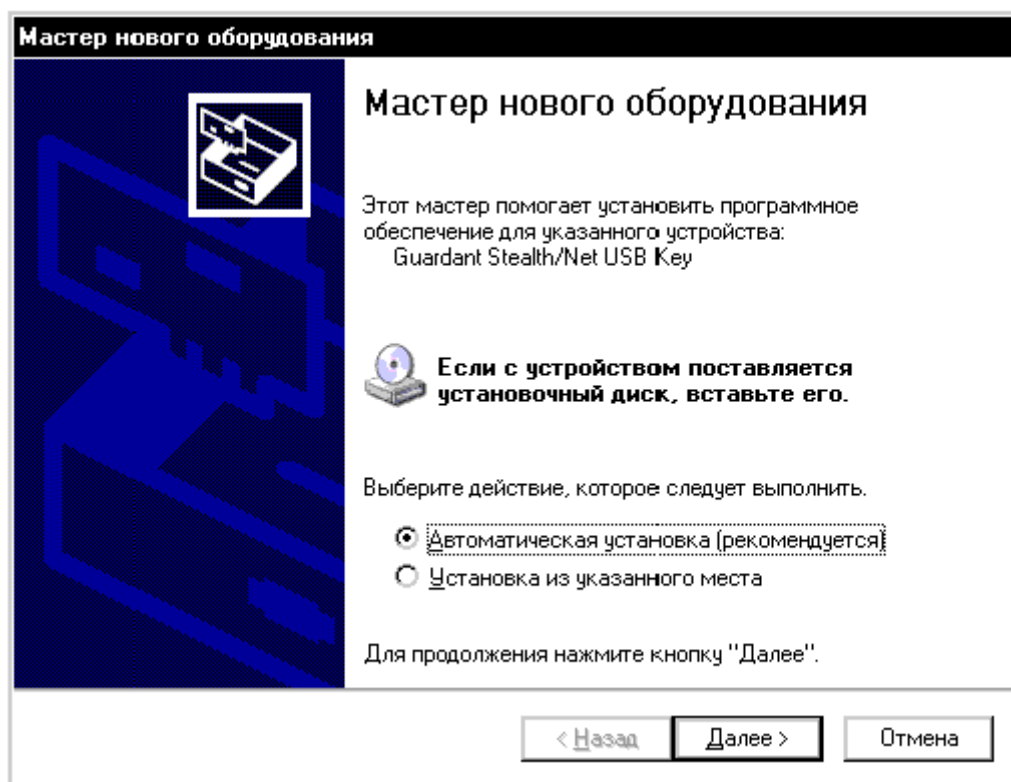 Мастер нового оборудования
Мастер нового оборудования
Этот мастер помогает установить программное
обеспечение для указанного устройства:
Guardant Stealth/Net USB Key
Если с устройством поставляется
установочный диск, вставьте его.
Выберите действие, которое следует выполнить.
Автоматическая установка (рекомендуется)
Установка из указанного места
Для продолжения нажмите кнопку "Далее".
< Назад Далее > Отмена